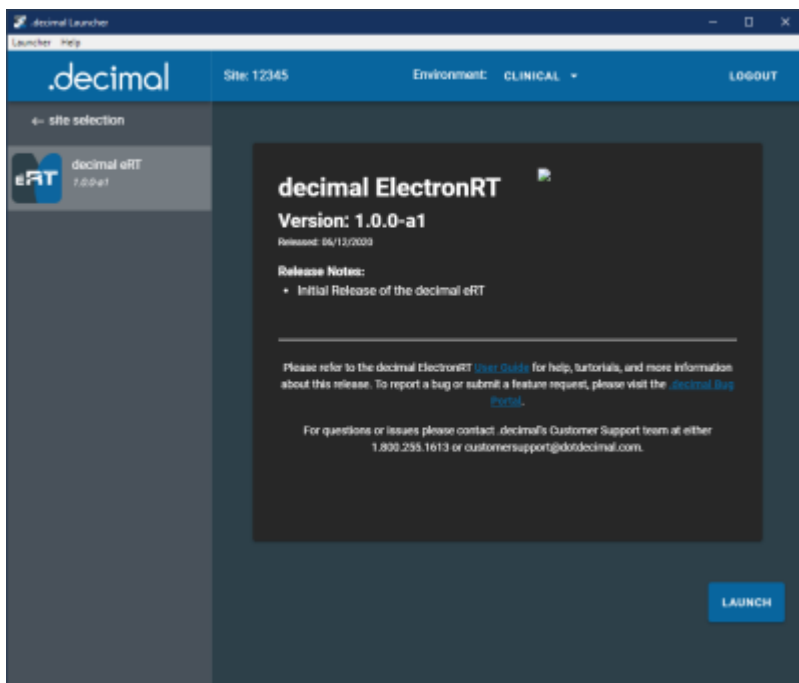 .decimal Launcher
Launcher Help
.decimal
Site: 12345
Environment: CLINICAL
LOGOUT
← site selection
eRT
decimal eRT
1.0.0-a1
decimal ElectronRT
Version: 1.0.0-a1
Released: 06/12/2020
Release Notes:
• Initial Release of the decimal eRT
Please refer to the decimal ElectronRT User Guide for help, turtorials, and more information
about this release. To report a bug or submit a feature request, please visit the .decimal Bug
Portal.
For questions or issues please contact .decimal's Customer Support team at either
1.800.255.1613 or customersupport@dotdecimal.com.
LAUNCH